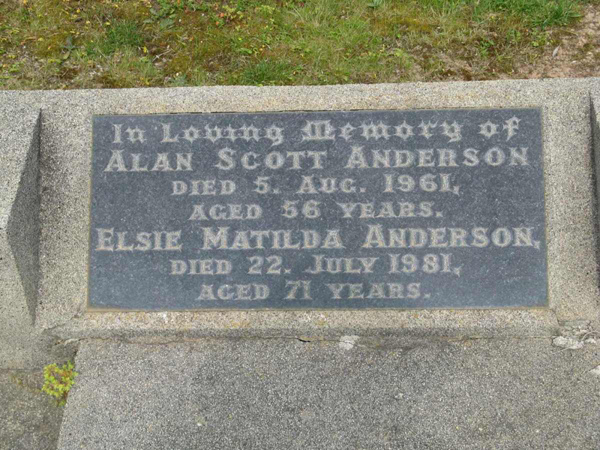 In Loving Memory of
ALAN SCOTT ANDERSON
DIED 5. AUG. 1961,
AGED 56 YEARS.
ELSIE MATILDA ANDERSON,
DIED 22. JULY 1981,
AGED 71 YEARS.